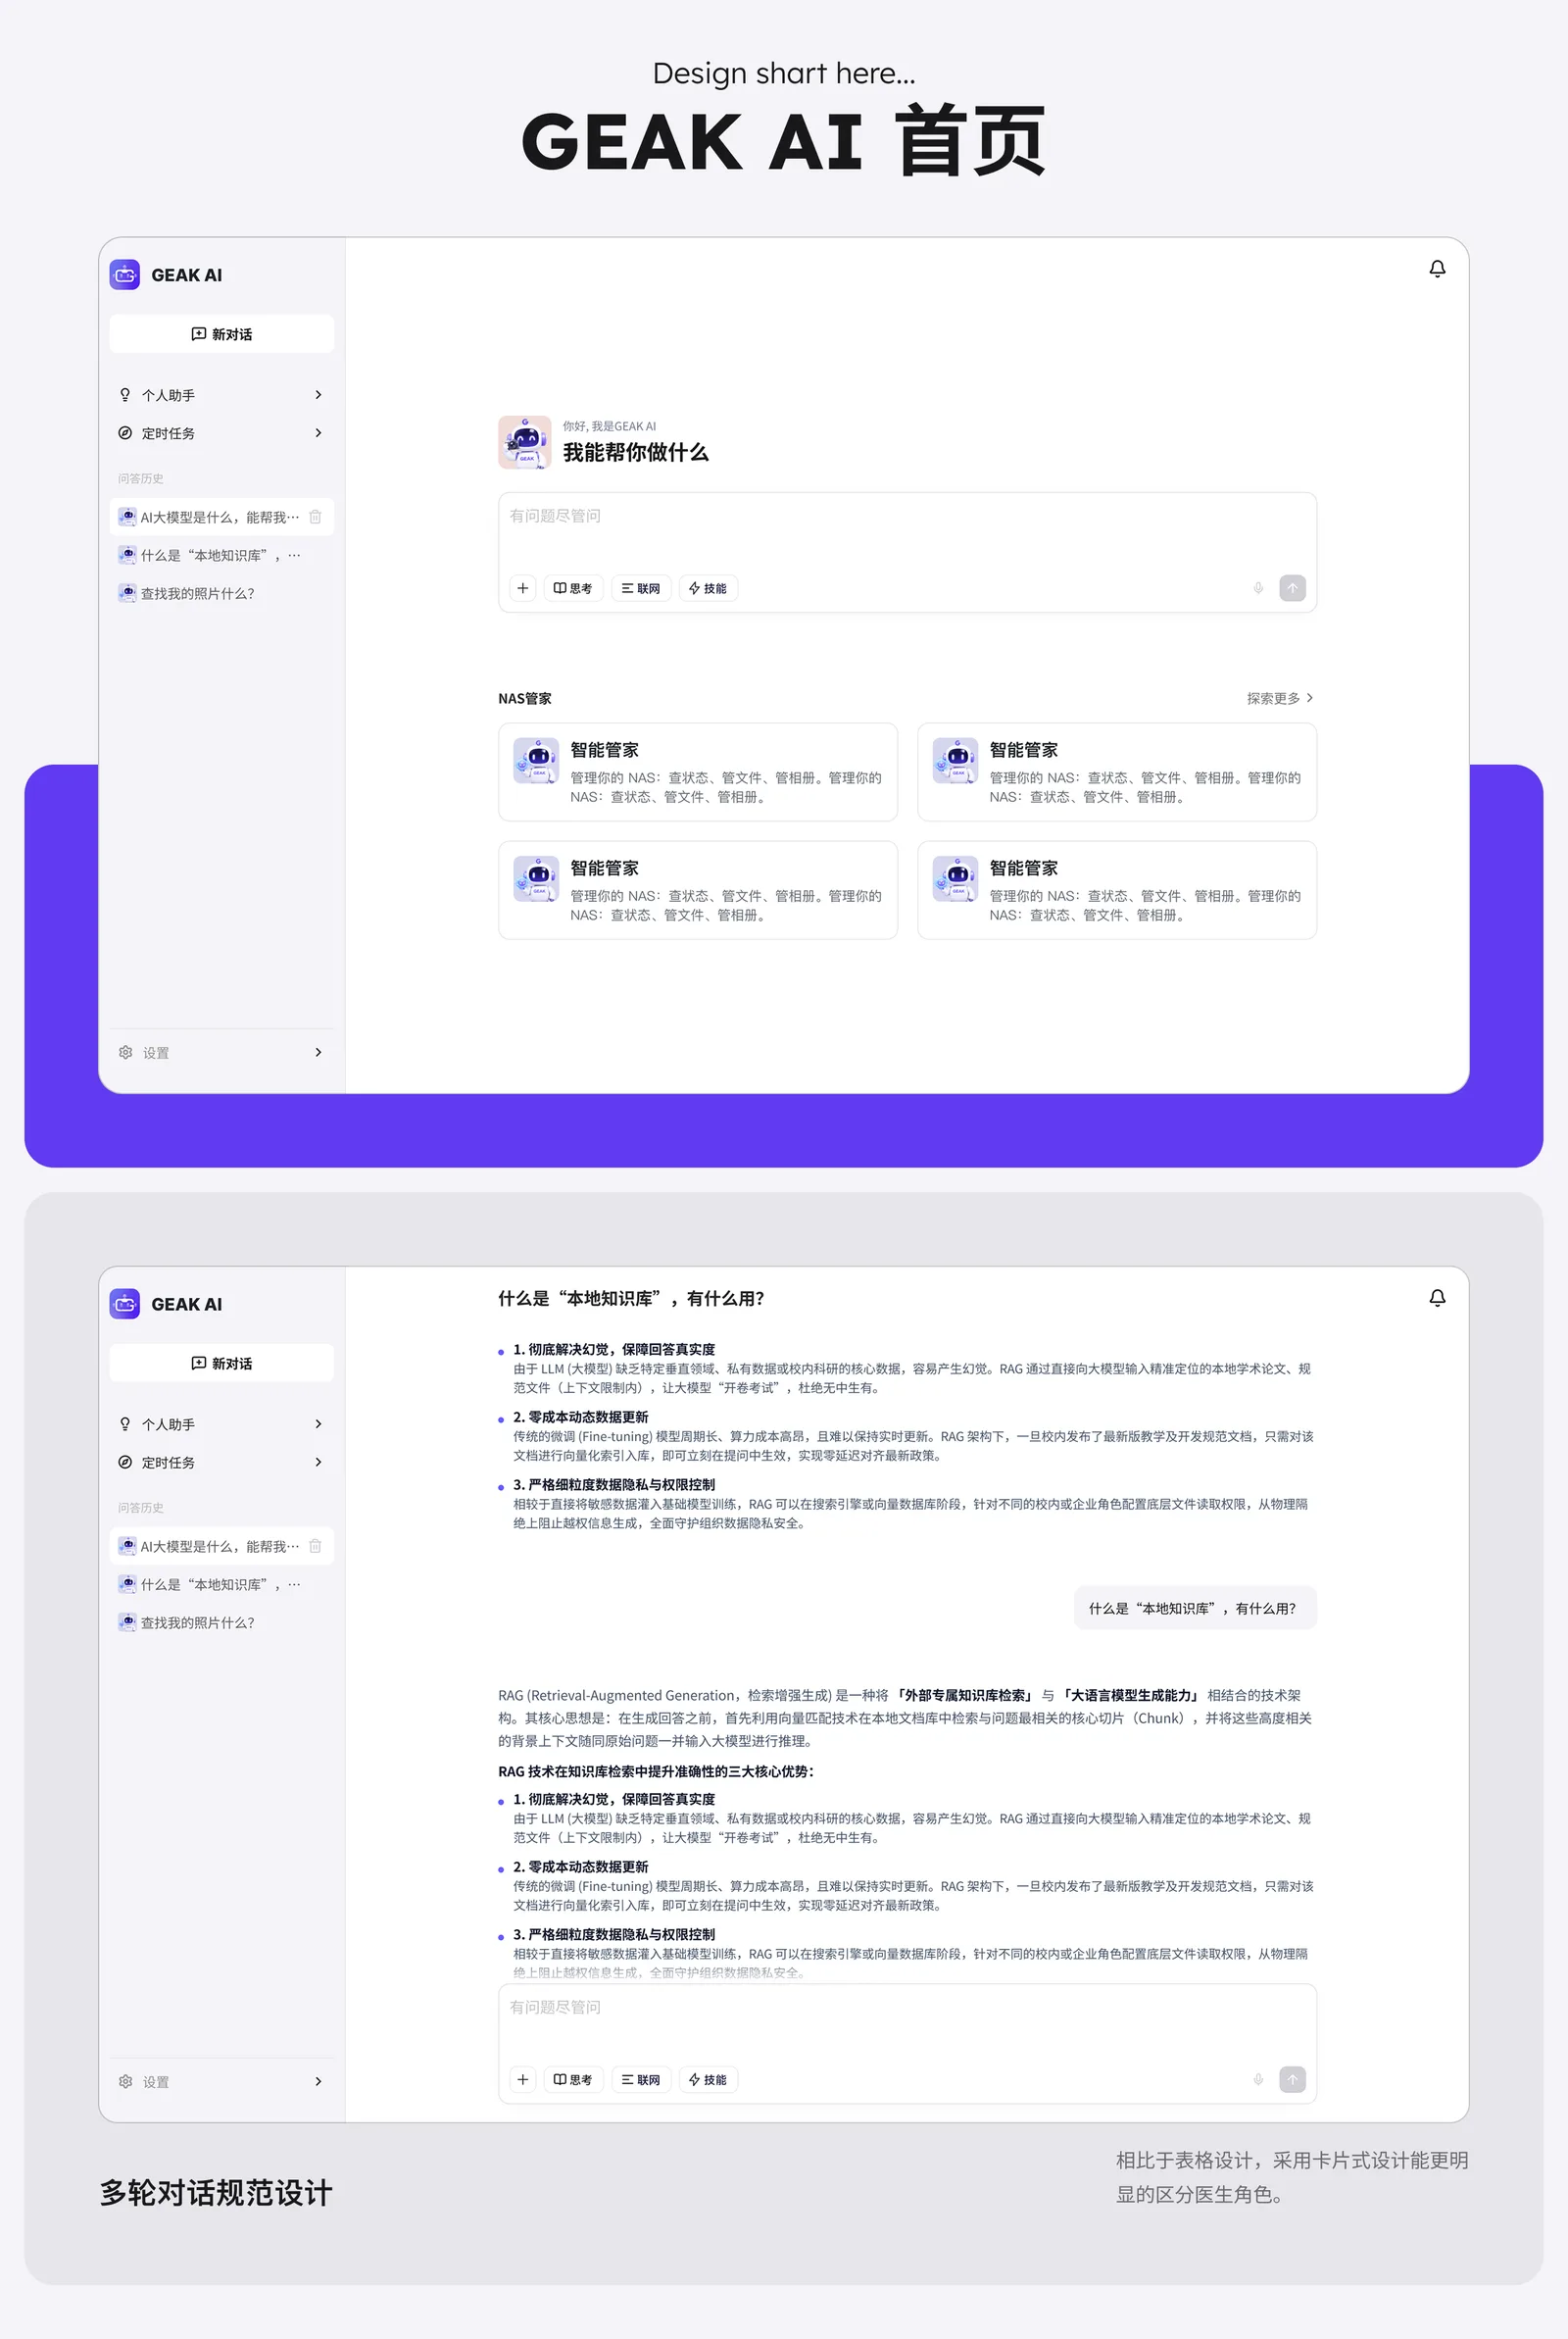 Design shart here...
GEAK AI 首页
GEAK AI
新对话
个人助手
定时任务
问答历史
AI大模型是什么，能帮我…
什么是“本地知识库”，…
查找我的照片什么？
设置
你好, 我是GEAK AI
我能帮你做什么
有问题尽管问
思考
联网
技能
NAS管家
探索更多
智能管家
管理你的 NAS：查状态、管文件、管相册。管理你的
NAS：查状态、管文件、管相册。
智能管家
管理你的 NAS：查状态、管文件、管相册。管理你的
NAS：查状态、管文件、管相册。
智能管家
管理你的 NAS：查状态、管文件、管相册。管理你的
NAS：查状态、管文件、管相册。
智能管家
管理你的 NAS：查状态、管文件、管相册。管理你的
NAS：查状态、管文件、管相册。
GEAK AI
新对话
个人助手
定时任务
问答历史
AI大模型是什么，能帮我…
什么是“本地知识库”，…
查找我的照片什么？
设置
什么是“本地知识库”，有什么用？
1. 彻底解决幻觉，保障回答真实度
由于 LLM (大模型) 缺乏特定垂直领域、私有数据或校内科研的核心数据，容易产生幻觉。RAG 通过直接向大模型输入精准定位的本地学术论文、规
范文件（上下文限制内），让大模型“开卷考试”，杜绝无中生有。
2. 零成本动态数据更新
传统的微调 (Fine-tuning) 模型周期长、算力成本高昂，且难以保持实时更新。RAG 架构下，一旦校内发布了最新版教学及开发规范文档，只需对该
文档进行向量化索引入库，即可立刻在提问中生效，实现零延迟对齐最新政策。
3. 严格细粒度数据隐私与权限控制
相较于直接将敏感数据灌入基础模型训练，RAG 可以在搜索引擎或向量数据库阶段，针对不同的校内或企业角色配置底层文件读取权限，从物理隔
绝上阻止越权信息生成，全面守护组织数据隐私安全。
什么是“本地知识库”，有什么用？
RAG (Retrieval-Augmented Generation，检索增强生成) 是一种将 「外部专属知识库检索」 与 「大语言模型生成能力」 相结合的技术架
构。其核心思想是：在生成回答之前，首先利用向量匹配技术在本地文档库中检索与问题最相关的核心切片（Chunk），并将这些高度相关
的背景上下文随同原始问题一并输入大模型进行推理。
RAG 技术在知识库检索中提升准确性的三大核心优势：
1. 彻底解决幻觉，保障回答真实度
由于 LLM (大模型) 缺乏特定垂直领域、私有数据或校内科研的核心数据，容易产生幻觉。RAG 通过直接向大模型输入精准定位的本地学术论文、规
范文件（上下文限制内），让大模型“开卷考试”，杜绝无中生有。
2. 零成本动态数据更新
传统的微调 (Fine-tuning) 模型周期长、算力成本高昂，且难以保持实时更新。RAG 架构下，一旦校内发布了最新版教学及开发规范文档，只需对该
文档进行向量化索引入库，即可立刻在提问中生效，实现零延迟对齐最新政策。
3. 严格细粒度数据隐私与权限控制
相较于直接将敏感数据灌入基础模型训练，RAG 可以在搜索引擎或向量数据库阶段，针对不同的校内或企业角色配置底层文件读取权限，从物理隔
绝上阻止越权信息生成，全面守护组织数据隐私安全。
有问题尽管问
思考
联网
技能
多轮对话规范设计
相比于表格设计，采用卡片式设计能更明
显的区分医生角色。